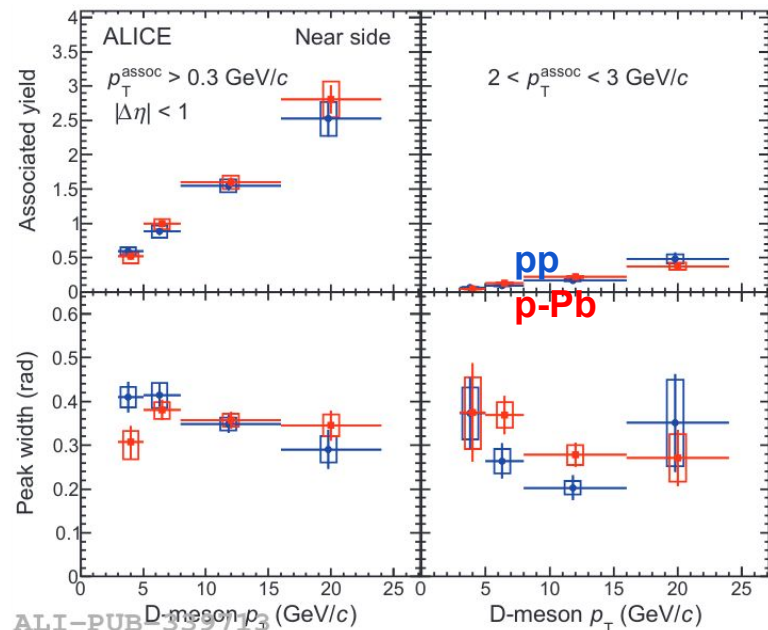 4
3.5
3
2.5
2
1.5
1
0.5
0
Associated yield
ALICE
Near side
p_T^assoc > 0.3 GeV/c
|Δη| < 1
2 < p_T^assoc < 3 GeV/c
pp
p-Pb
0.6
0.5
0.4
0.3
0.2
0.1
0
Peak width (rad)
0 5 10 15 20 25
5 10 15 20 25
D-meson p_T (GeV/c)
D-meson p_T (GeV/c)
ALI-PUB-339713